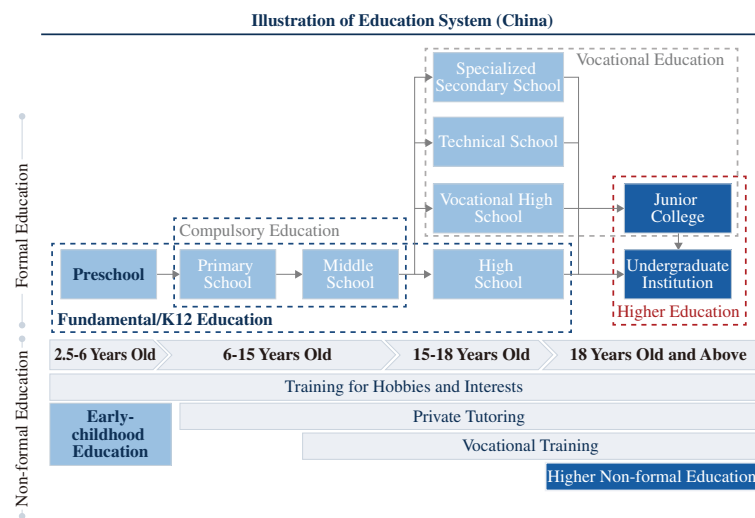 Illustration of Education System (China)
Vocational Education
Specialized
Secondary School
Technical School
Vocational High
School
Junior
College
Compulsory Education
Preschool
Primary
School
Middle
School
High
School
Undergraduate
Institution
Fundamental/K12 Education
Higher Education
Formal Education
Non-formal Education
2.5-6 Years Old
6-15 Years Old
15-18 Years Old
18 Years Old and Above
Training for Hobbies and Interests
Early-
childhood
Education
Private Tutoring
Vocational Training
Higher Non-formal Education